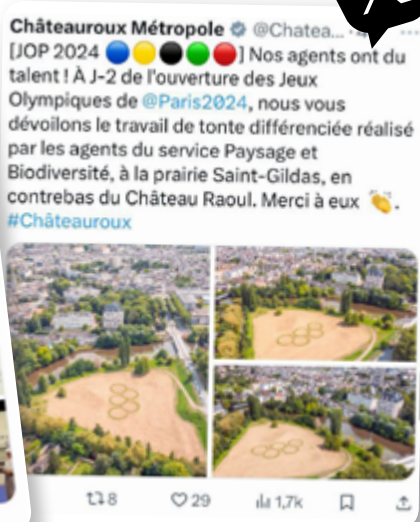 Châteauroux Métropole @Chatea...
[JOP 2024 🔵🟡⚫🟢🔴] Nos agents ont du
talent ! À J-2 de l'ouverture des Jeux
Olympiques de @Paris2024, nous vous
dévoilons le travail de tonte différenciée réalisé
par les agents du service Paysage et
Biodiversité, à la prairie Saint-Gildas, en
contrebas du Château Raoul. Merci à eux 👏.
#Châteauroux
8 29 1,7k